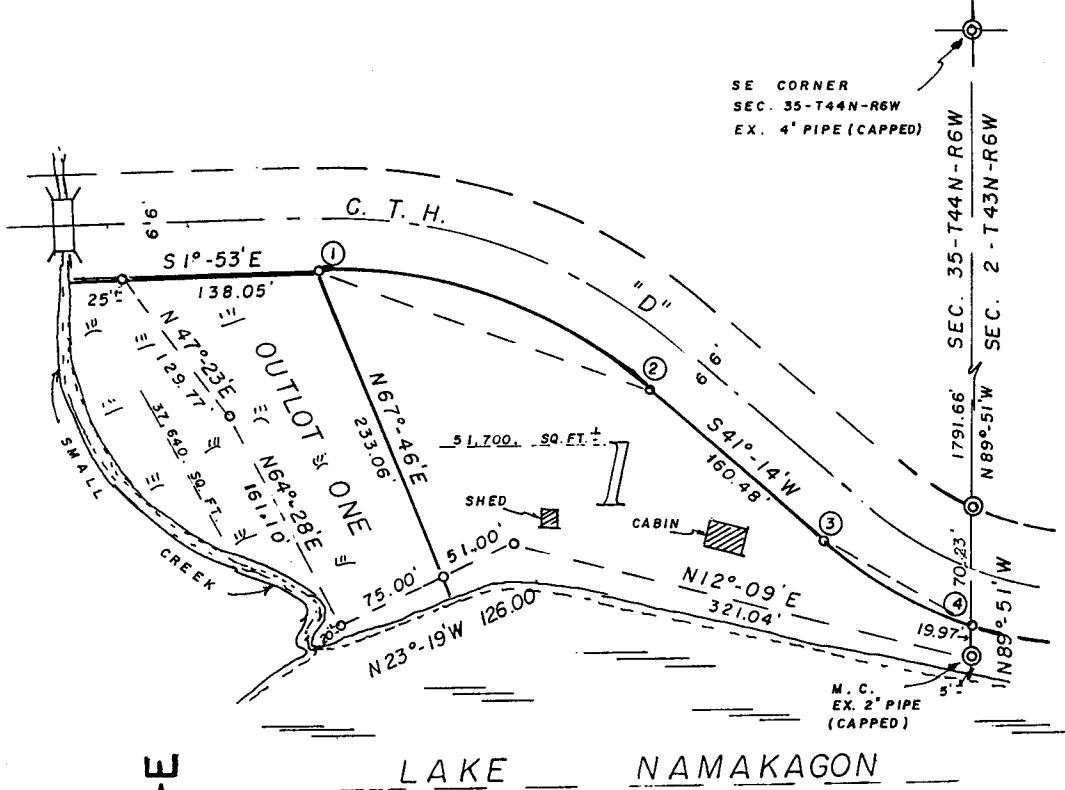 SE CORNER
SEC. 35-T44N-R6W
EX. 4" PIPE (CAPPED)
SEC. 35-T44N-R6W
SEC. 2-T43N-R6W
1791.66'
N89°-51'W
C. T. H.
"D"
6'6'
66'
S1°-53'E
138.05'
25'±
1
2
3
4
N 47°-23'E
129.77'
OUTLOT ONE
N67°-46'E
233.06'
37,640. SQ. FT.
N64°-28'E
161.10'
SMALL
CREEK
51,700. SQ. FT. ±
1
S41°-14'W
160.48'
SHED
CABIN
75.00'
51.00'
N12°-09'E
321.04'
N23°-19'W 126.00
70.23'
19.97'
N89°-51'W
5'±
M. C.
EX. 2" PIPE
(CAPPED)
LAKE NAMAKAGON